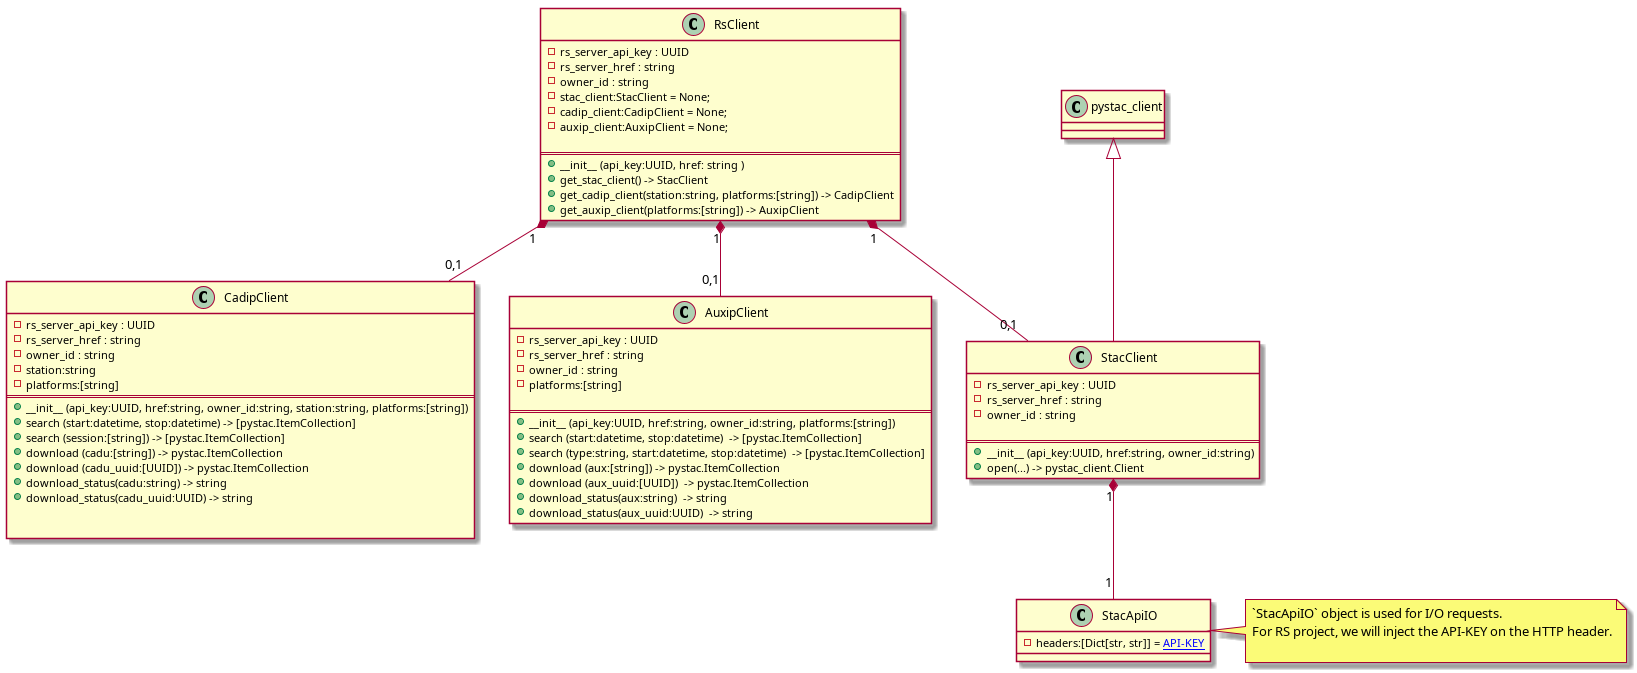 C RsClient
rs_server_api_key : UUID
rs_server_href : string
owner_id : string
stac_client:StacClient = None;
cadip_client:CadipClient = None;
auxip_client:AuxipClient = None;
__init__ (api_key:UUID, href: string )
get_stac_client() -> StacClient
get_cadip_client(station:string, platforms:[string]) -> CadipClient
get_auxip_client(platforms:[string]) -> AuxipClient
C pystac_client
1
1
1
0,1
0,1
0,1
C CadipClient
rs_server_api_key : UUID
rs_server_href : string
owner_id : string
station:string
platforms:[string]
__init__ (api_key:UUID, href:string, owner_id:string, station:string, platforms:[string])
search (start:datetime, stop:datetime) -> [pystac.ItemCollection]
search (session:[string]) -> [pystac.ItemCollection]
download (cadu:[string]) -> pystac.ItemCollection
download (cadu_uuid:[UUID]) -> pystac.ItemCollection
download_status(cadu:string) -> string
download_status(cadu_uuid:UUID) -> string
C AuxipClient
rs_server_api_key : UUID
rs_server_href : string
owner_id : string
platforms:[string]
__init__ (api_key:UUID, href:string, owner_id:string, platforms:[string])
search (start:datetime, stop:datetime)  -> [pystac.ItemCollection]
search (type:string, start:datetime, stop:datetime)  -> [pystac.ItemCollection]
download (aux:[string]) -> pystac.ItemCollection
download (aux_uuid:[UUID])  -> pystac.ItemCollection
download_status(aux:string)  -> string
download_status(aux_uuid:UUID)  -> string
C StacClient
rs_server_api_key : UUID
rs_server_href : string
owner_id : string
__init__ (api_key:UUID, href:string, owner_id:string)
open(...) -> pystac_client.Client
1
1
C StacApiIO
headers:[Dict[str, str]] = API-KEY
`StacApiIO` object is used for I/O requests.
For RS project, we will inject the API-KEY on the HTTP header.